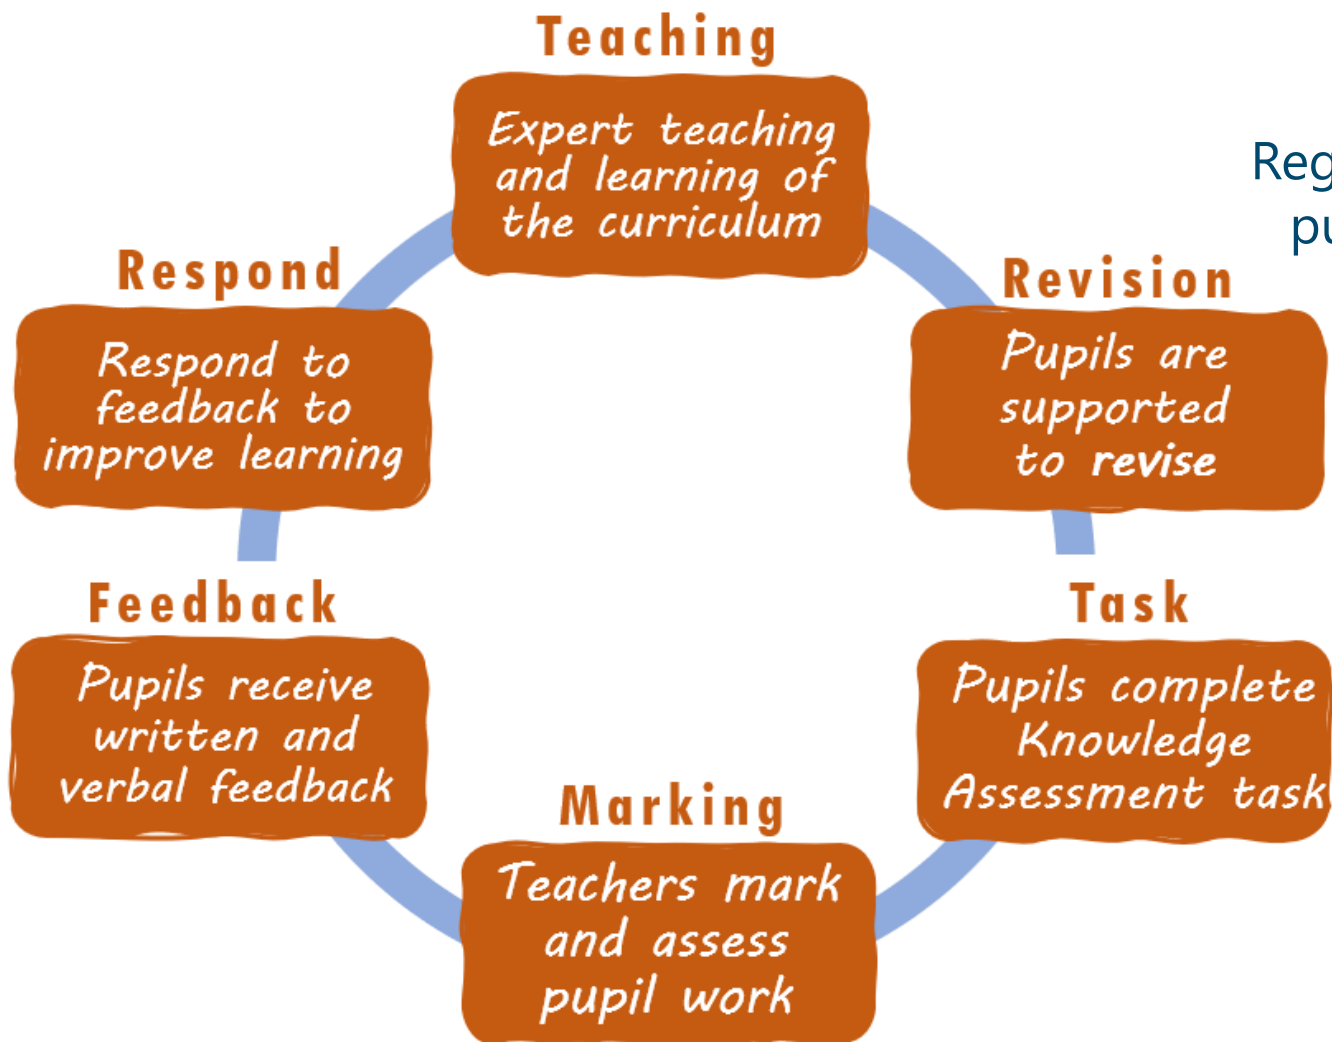 Teaching
Expert teaching
and learning of
the curriculum
Revision
Pupils are
supported
to revise
Task
Pupils complete
Knowledge
Assessment task
Marking
Teachers mark
and assess
pupil work
Feedback
Pupils receive
written and
verbal feedback
Respond
Respond to
feedback to
improve learning